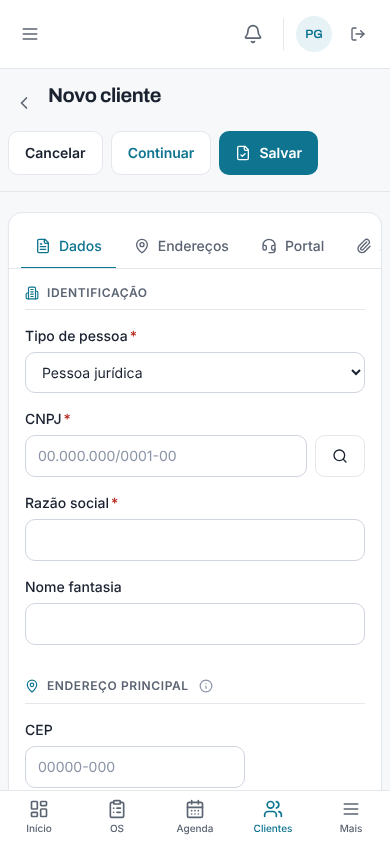 PG
Novo cliente
Cancelar
Continuar
Salvar
Dados
Endereços
Portal
IDENTIFICAÇÃO
Tipo de pessoa*
Pessoa jurídica
CNPJ*
00.000.000/0001-00
Razão social*
Nome fantasia
ENDEREÇO PRINCIPAL
CEP
00000-000
Início
OS
Agenda
Clientes
Mais